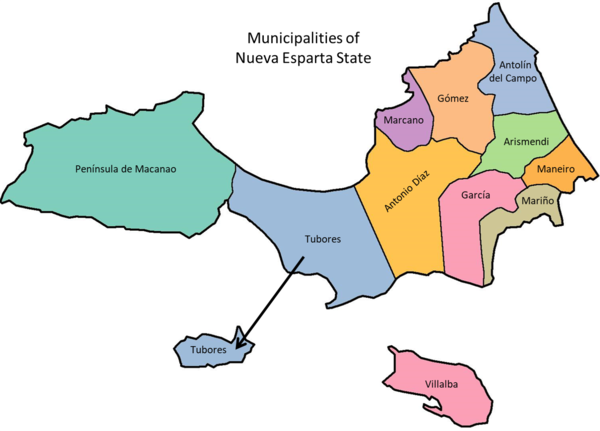 Municipalities of
Nueva Esparta State
Antolín
del Campo
Gómez
Marcano
Arismendi
Península de Macanao
Maneiro
Antonio Díaz
García
Mariño
Tubores
Tubores
Villalba